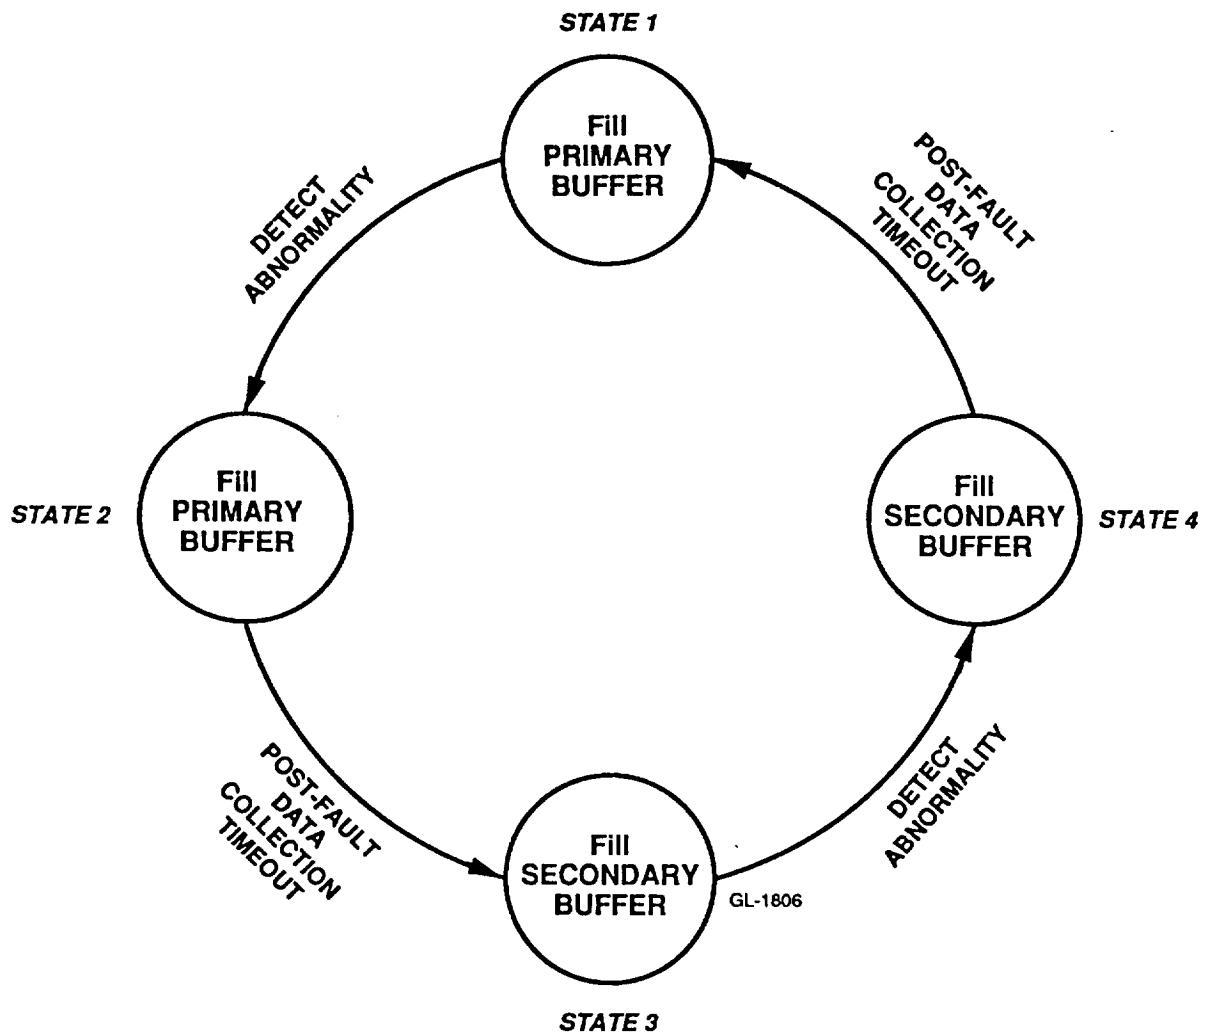 STATE 1
Fill
PRIMARY
BUFFER
DETECT
ABNORMALITY
POST-FAULT
DATA
COLLECTION
TIMEOUT
STATE 2
Fill
PRIMARY
BUFFER
Fill
SECONDARY
BUFFER
STATE 4
POST-FAULT
DATA
COLLECTION
TIMEOUT
Fill
SECONDARY
BUFFER
GL-1806
DETECT
ABNORMALITY
STATE 3